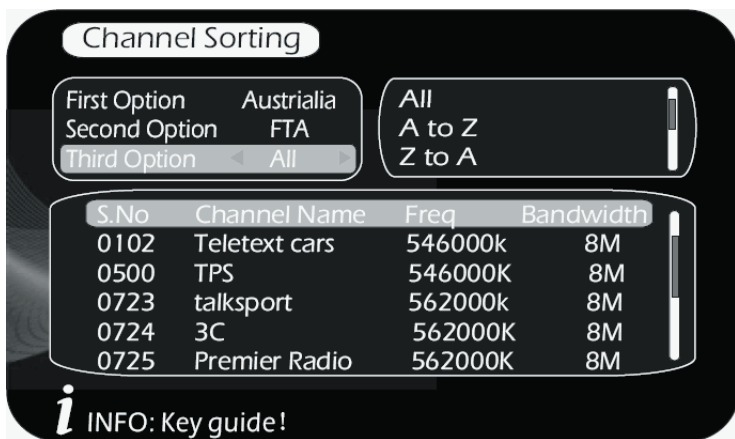 Channel Sorting
First Option Austrialia
Second Option FTA
Third Option All
All
A to Z
Z to A
S.No Channel Name Freq Bandwidth
0102 Teletext cars 546000k 8M
0500 TPS 546000K 8M
0723 talksport 562000k 8M
0724 3C 562000K 8M
0725 Premier Radio 562000K 8M
i INFO: Key guide!